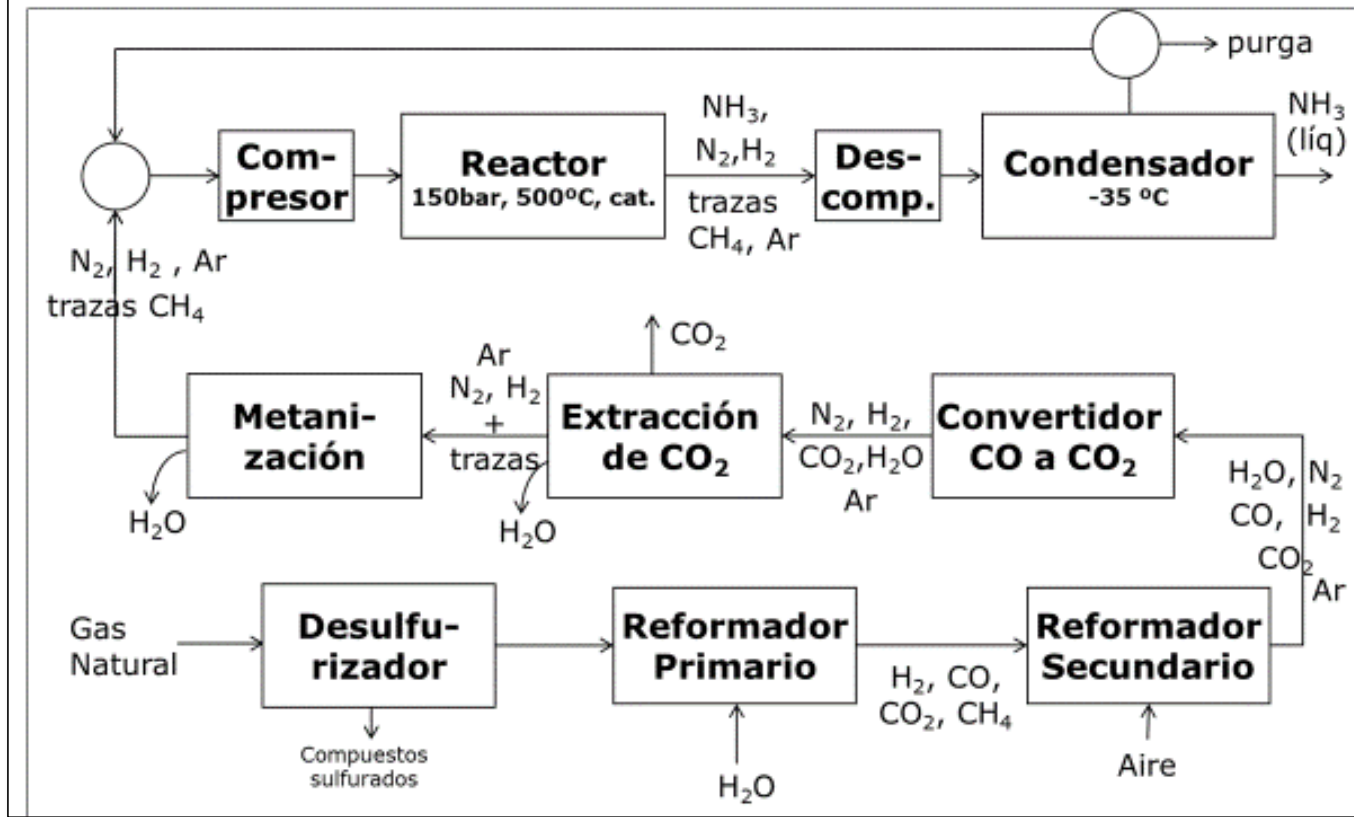 purga
NH₃
(líq)
Com-
presor
Reactor
150bar, 500ºC, cat.
NH₃,
N₂,H₂
trazas
CH₄, Ar
Des-
comp.
Condensador
-35 ºC
N₂, H₂ , Ar
trazas CH₄
CO₂
Metani-
zación
H₂O
Ar
N₂, H₂
+
trazas
Extracción
de CO₂
H₂O
N₂, H₂,
CO₂,H₂O
Ar
Convertidor
CO a CO₂
H₂O, N₂
CO, H₂
CO₂
Ar
Gas
Natural
Desulfu-
rizador
Compuestos
sulfurados
Reformador
Primario
H₂O
H₂, CO,
CO₂, CH₄
Reformador
Secundario
Aire